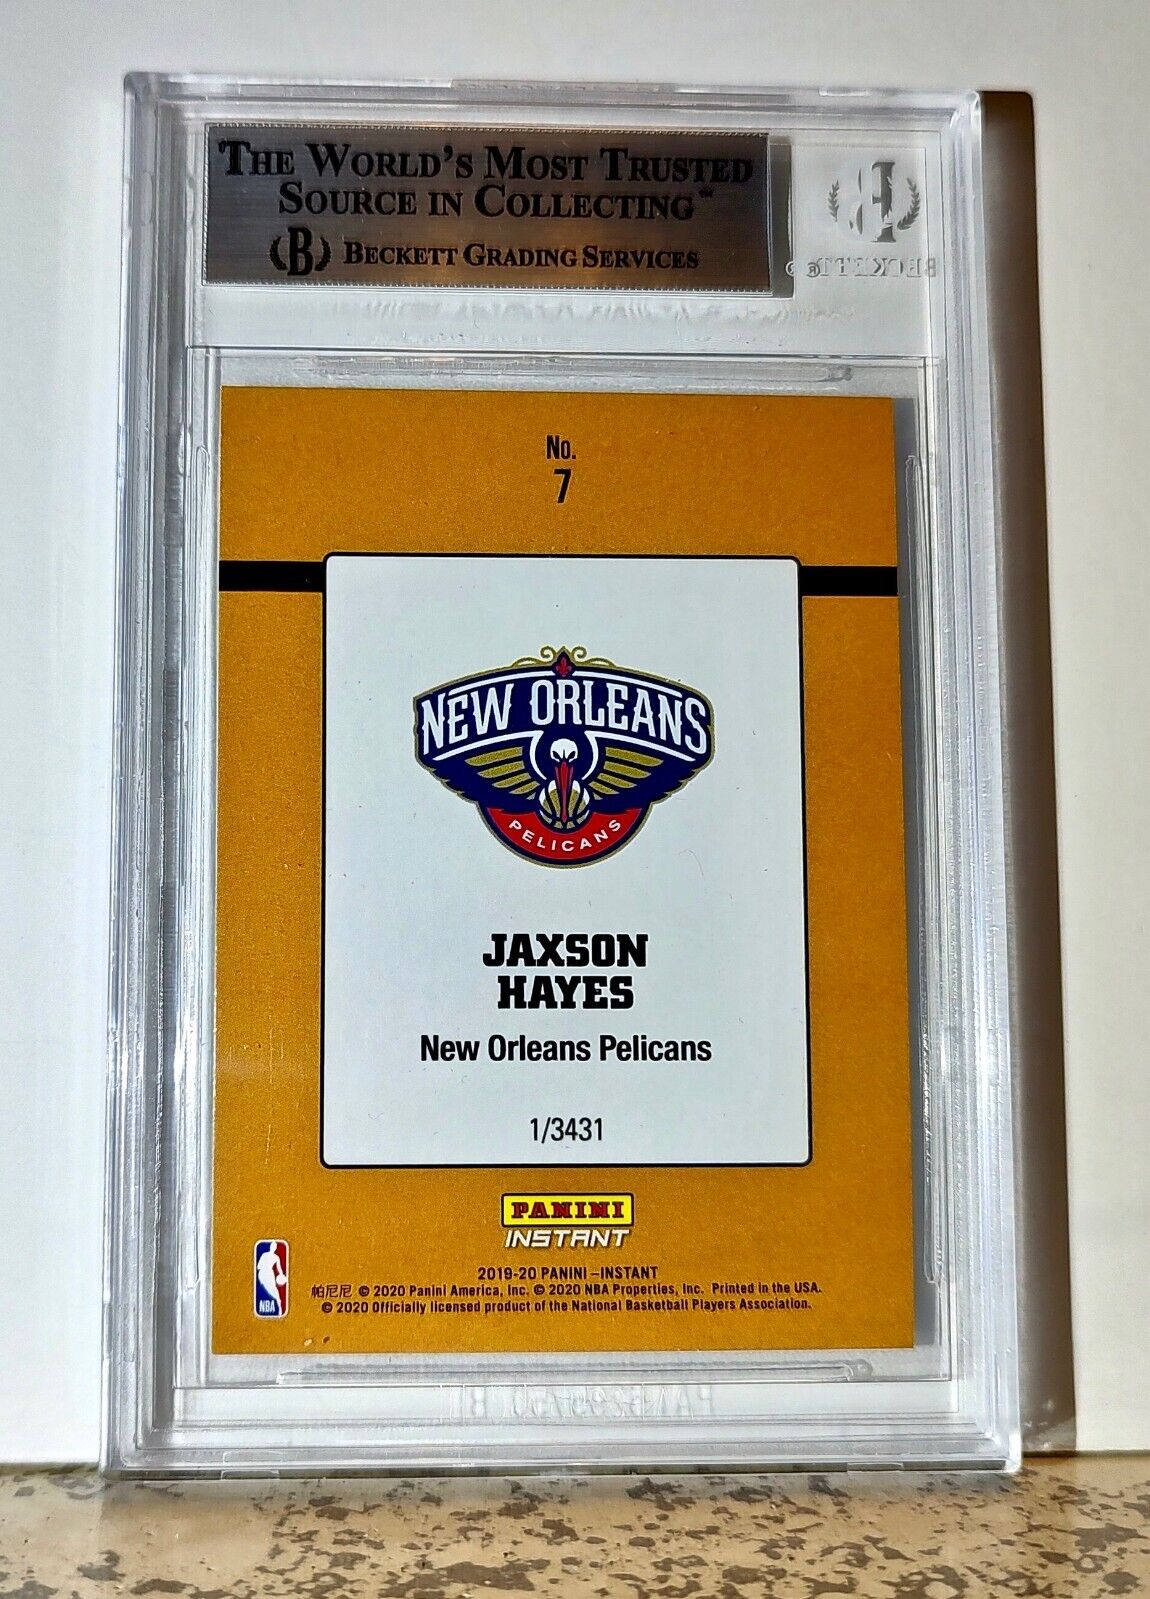 THE WORLD'S MOST TRUSTED
SOURCE IN COLLECTING™
B BECKETT GRADING SERVICES
BECKETT®
No.
7
NEW ORLEANS
PELICANS
JAXSON
HAYES
New Orleans Pelicans
1/3431
PANINI
INSTANT
NBA
2019-20 PANINI –INSTANT
帕尼尼 © 2020 Panini America, Inc. © 2020 NBA Properties, Inc. Printed in the USA.
© 2020 Officially licensed product of the National Basketball Players Association.